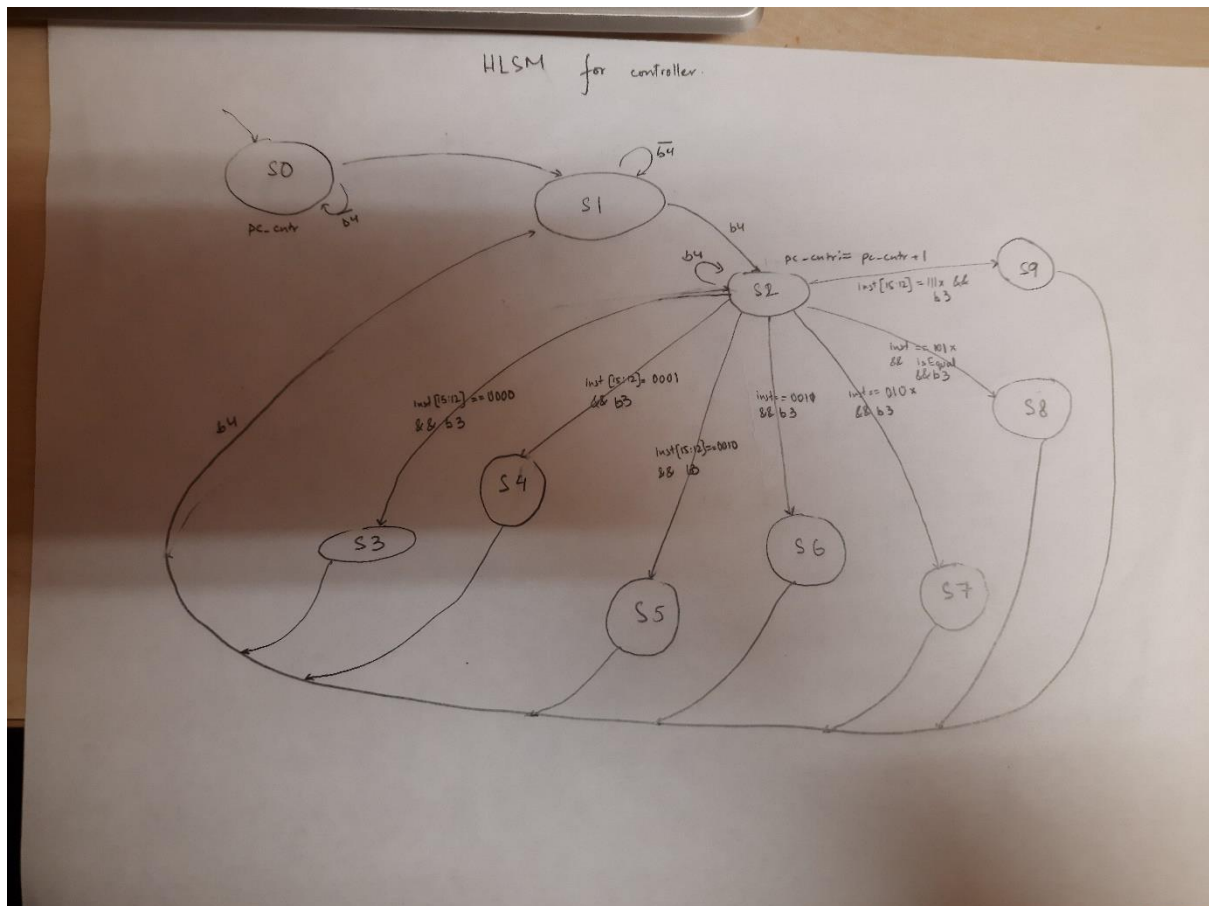 HLSM for controller.
S0
pc_cntr
b4
S1
b̅4̅
b4
b4
S2
pc_cntr:= pc_cntr+1
inst[15:12]=111x &&
b3
S9
inst == 101x
&& isEqual
&& b3
S8
inst[15:12]==0000
&& b3
S3
inst[15:12]=0001
&& b3
S4
inst[15:12]==0010
&&
S5
inst==0010
&& b3
S6
inst== 010x
&& b3
S7
b4